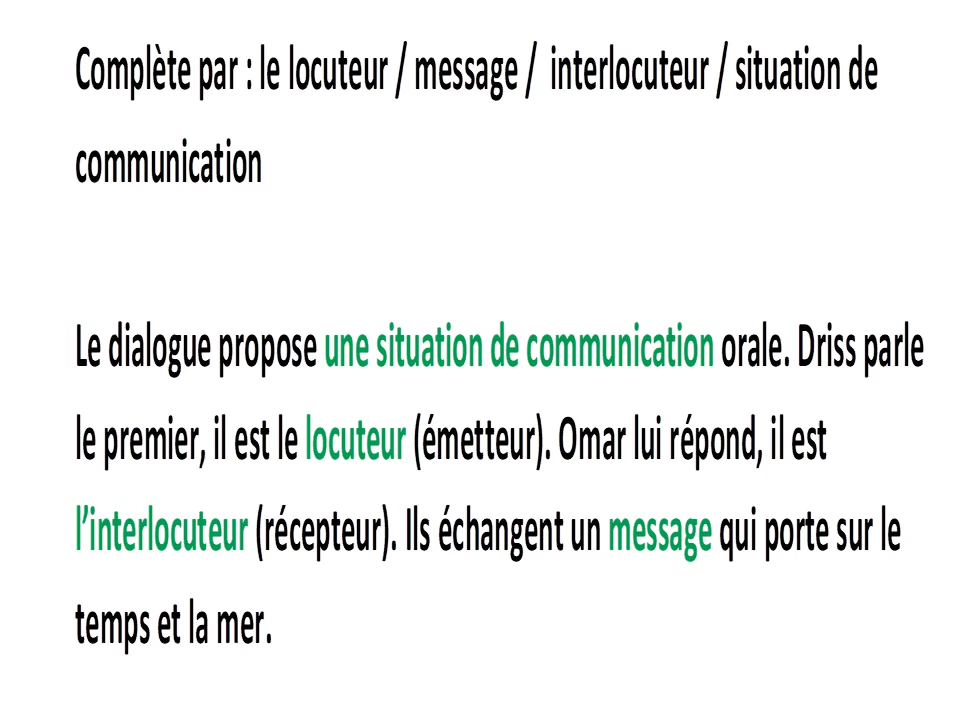 Complète par : le locuteur / message / interlocuteur / situation de
communication
Le dialogue propose une situation de communication orale. Driss parle
le premier, il est le locuteur (émetteur). Omar lui répond, il est
l’interlocuteur (récepteur). Ils échangent un message qui porte sur le
temps et la mer.